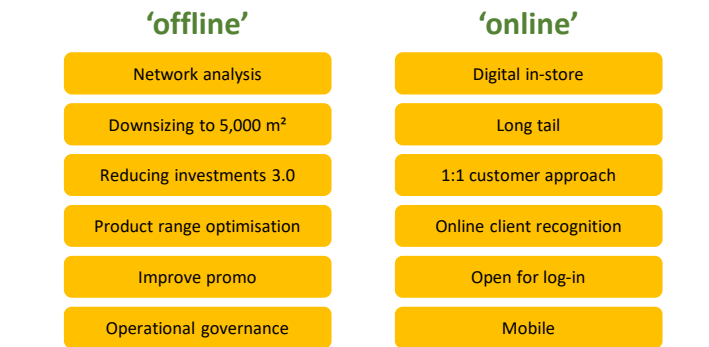 ‘offline’
‘online’
Network analysis
Digital in-store
Downsizing to 5,000 m²
Long tail
Reducing investments 3.0
1:1 customer approach
Product range optimisation
Online client recognition
Improve promo
Open for log-in
Operational governance
Mobile